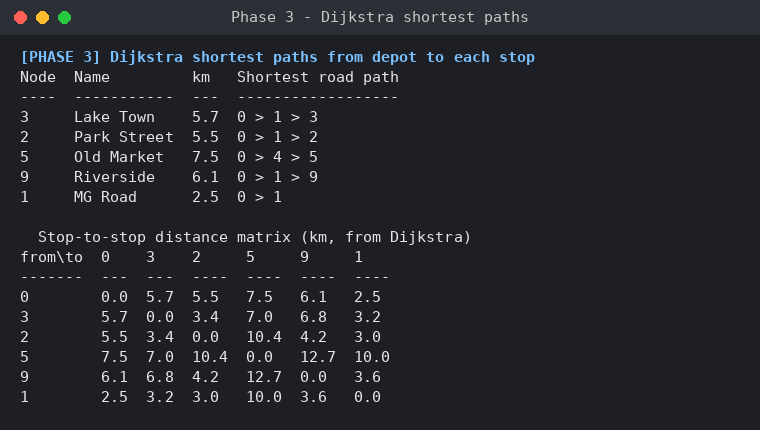 Phase 3 - Dijkstra shortest paths
[PHASE 3] Dijkstra shortest paths from depot to each stop
Node  Name         km   Shortest road path
----  -----------  ---  ------------------
3     Lake Town    5.7  0 > 1 > 3
2     Park Street  5.5  0 > 1 > 2
5     Old Market   7.5  0 > 4 > 5
9     Riverside    6.1  0 > 1 > 9
1     MG Road      2.5  0 > 1
  Stop-to-stop distance matrix (km, from Dijkstra)
from\to  0    3    2     5     9     1
-------  ---  ---  ----  ----  ----  ----
0        0.0  5.7  5.5   7.5   6.1   2.5
3        5.7  0.0  3.4   7.0   6.8   3.2
2        5.5  3.4  0.0   10.4  4.2   3.0
5        7.5  7.0  10.4  0.0   12.7  10.0
9        6.1  6.8  4.2   12.7  0.0   3.6
1        2.5  3.2  3.0   10.0  3.6   0.0